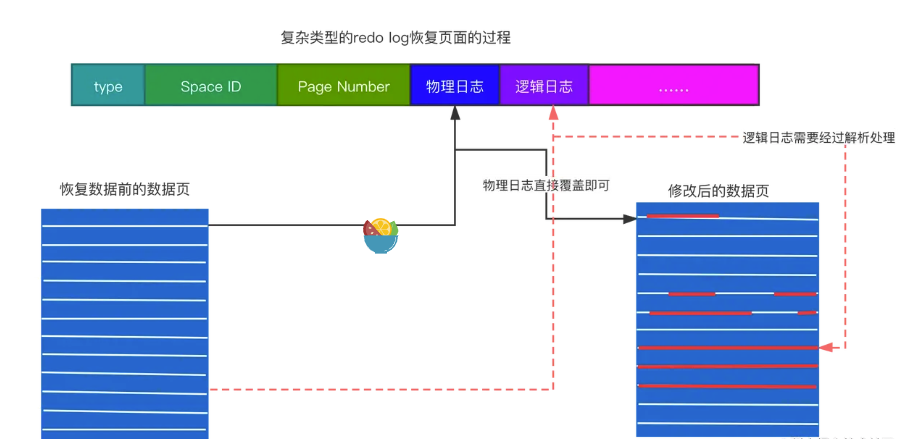 复杂类型的redo log恢复页面的过程
type Space ID Page Number 物理日志 逻辑日志 ......
逻辑日志需要经过解析处理
恢复数据前的数据页
物理日志直接覆盖即可
修改后的数据页